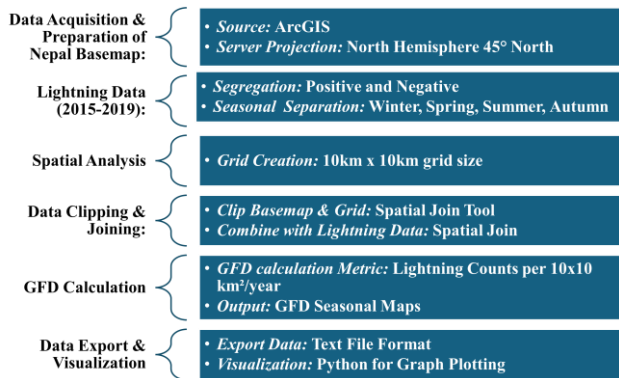 Data Acquisition &
Preparation of
Nepal Basemap:
• Source: ArcGIS
• Server Projection: North Hemisphere 45° North
Lightning Data
(2015-2019):
• Segregation: Positive and Negative
• Seasonal Separation: Winter, Spring, Summer, Autumn
Spatial Analysis
• Grid Creation: 10km x 10km grid size
Data Clipping &
Joining:
• Clip Basemap & Grid: Spatial Join Tool
• Combine with Lightning Data: Spatial Join
GFD Calculation
• GFD calculation Metric: Lightning Counts per 10x10
km²/year
• Output: GFD Seasonal Maps
Data Export &
Visualization
• Export Data: Text File Format
• Visualization: Python for Graph Plotting